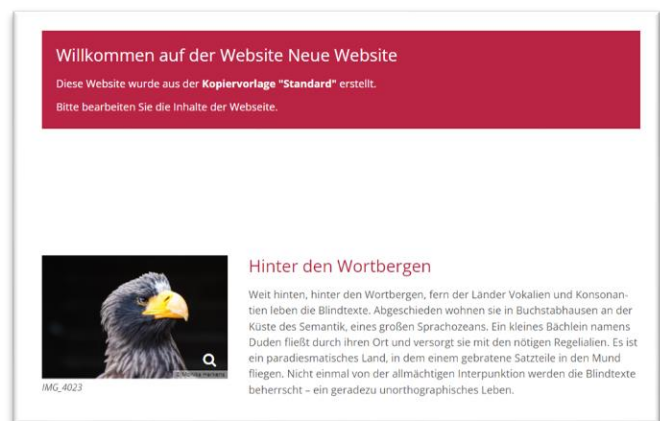 Willkommen auf der Website Neue Website
Diese Website wurde aus der Kopiervorlage "Standard" erstellt.
Bitte bearbeiten Sie die Inhalte der Webseite.
Hinter den Wortbergen
Weit hinten, hinter den Wortbergen, fern der Länder Vokalien und Konsonan-
tien leben die Blindtexte. Abgeschieden wohnen sie in Buchstabhausen an der
Küste des Semantik, eines großen Sprachozeans. Ein kleines Bächlein namens
Duden fließt durch ihren Ort und versorgt sie mit den nötigen Regelialien. Es ist
ein paradiesmatisches Land, in dem einem gebratene Satzteile in den Mund
fliegen. Nicht einmal von der allmächtigen Interpunktion werden die Blindtexte
beherrscht – ein geradezu unorthographisches Leben.
IMG_4023